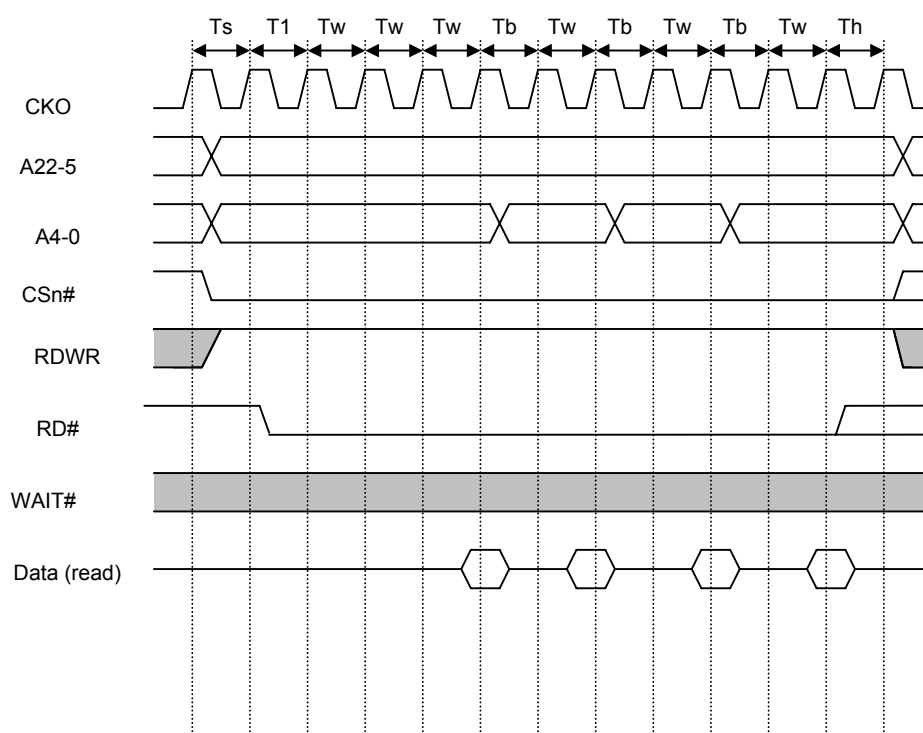 Ts T1 Tw Tw Tw Tb Tw Tb Tw Tb Tw Th
CKO
A22-5
A4-0
CSn#
RDWR
RD#
WAIT#
Data (read)